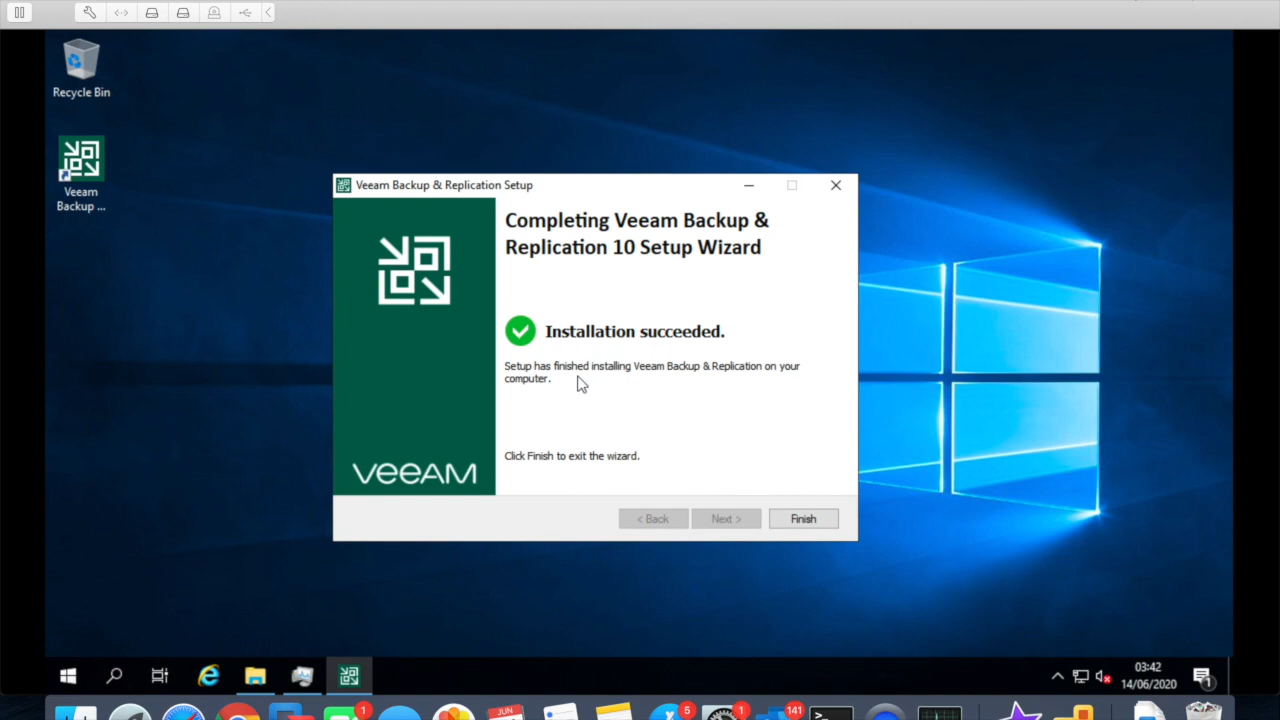 Recycle Bin
Veeam
Backup ...
Veeam Backup & Replication Setup
Completing Veeam Backup &
Replication 10 Setup Wizard
Installation succeeded.
Setup has finished installing Veeam Backup & Replication on your
computer.
Click Finish to exit the wizard.
veeAM
< Back
Next >
Finish
03:42
14/06/2020
1
1
JUN
5
1
141